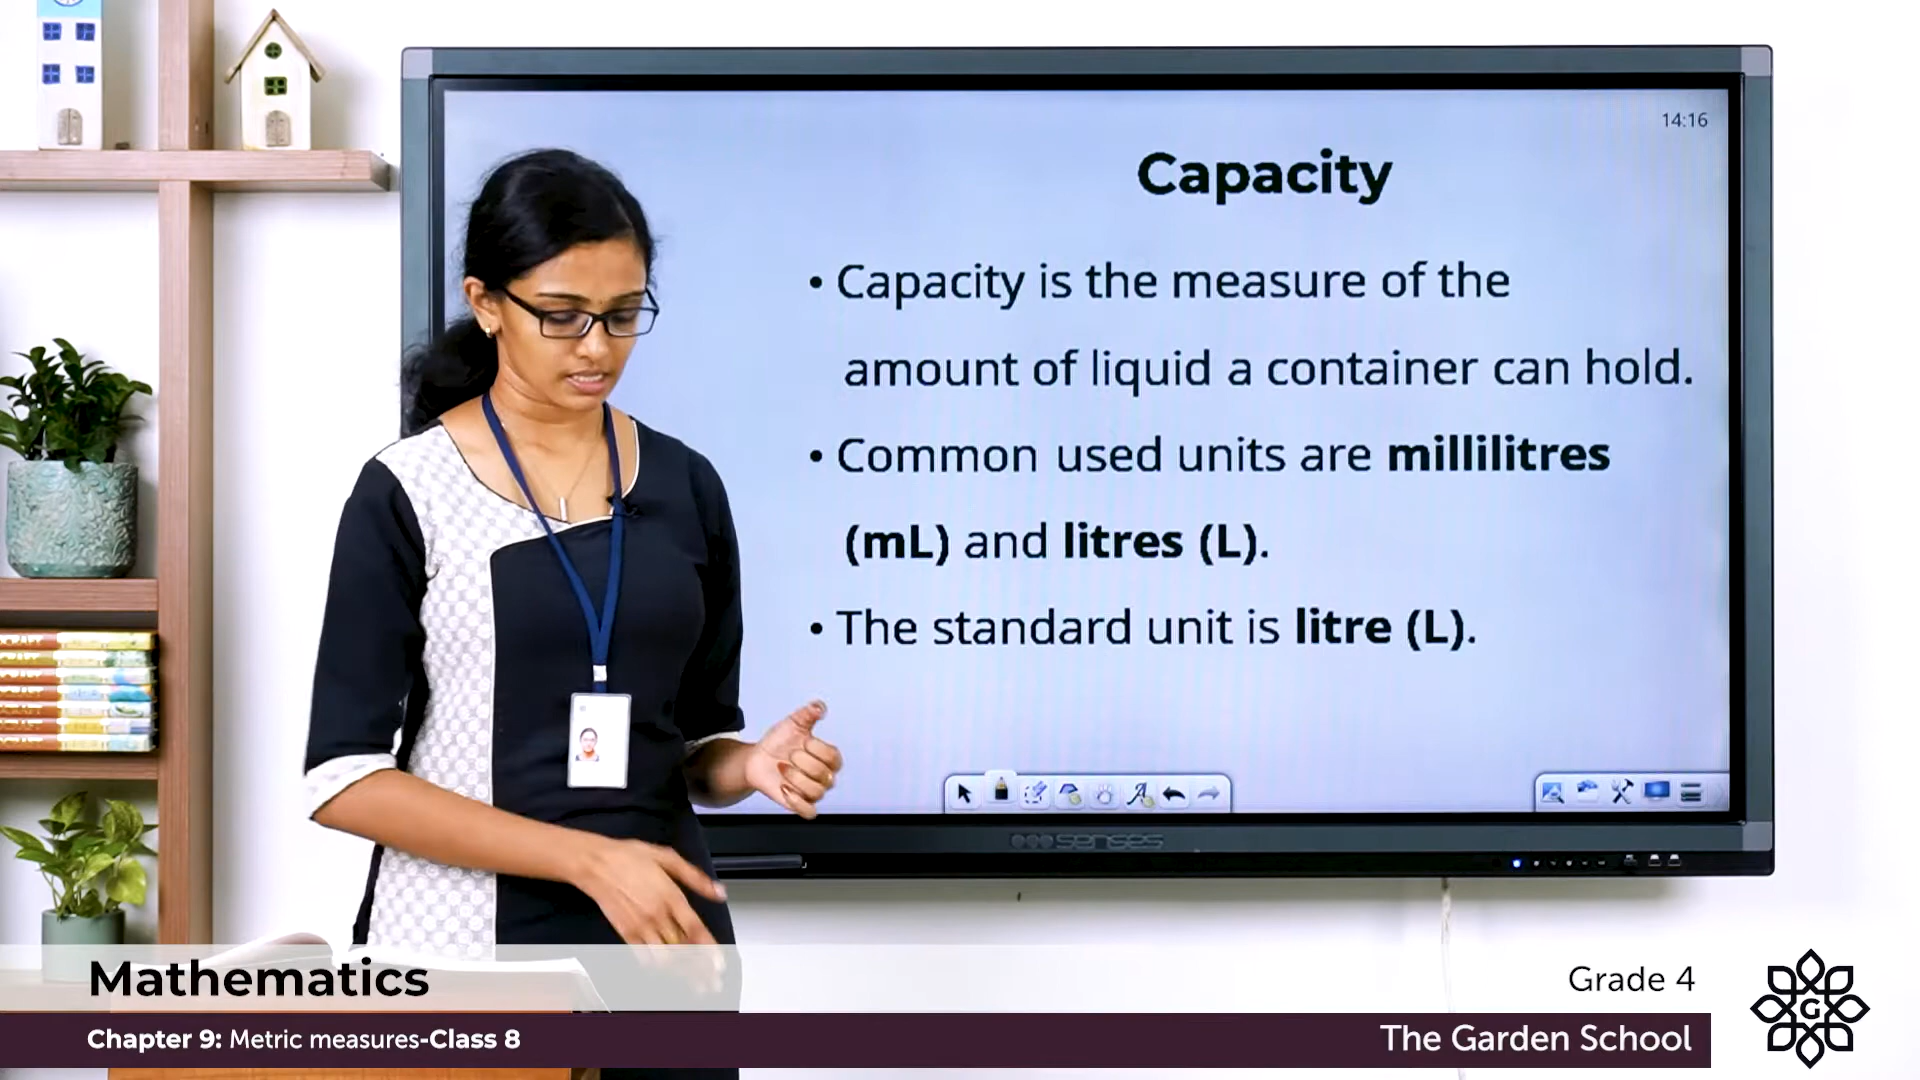 14:16
Capacity
• Capacity is the measure of the
amount of liquid a container can hold.
• Common used units are millilitres
(mL) and litres (L).
• The standard unit is litre (L).
senses
Mathematics
Grade 4
Chapter 9: Metric measures-Class 8
The Garden School
G